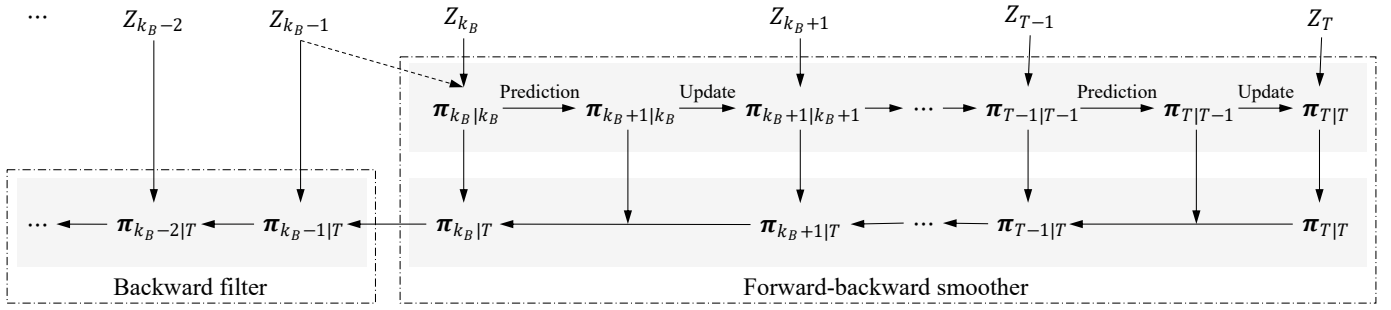 ⋯ Z_{k_B−2} Z_{k_B−1} Z_{k_B} Z_{k_B+1} Z_{T−1} Z_T
Prediction Update Prediction Update
π_{k_B|k_B} π_{k_B+1|k_B} π_{k_B+1|k_B+1} ⋯ π_{T−1|T−1} π_{T|T−1} π_{T|T}
⋯ π_{k_B−2|T} π_{k_B−1|T} π_{k_B|T} π_{k_B+1|T} ⋯ π_{T−1|T} π_{T|T}
Backward filter Forward-backward smoother